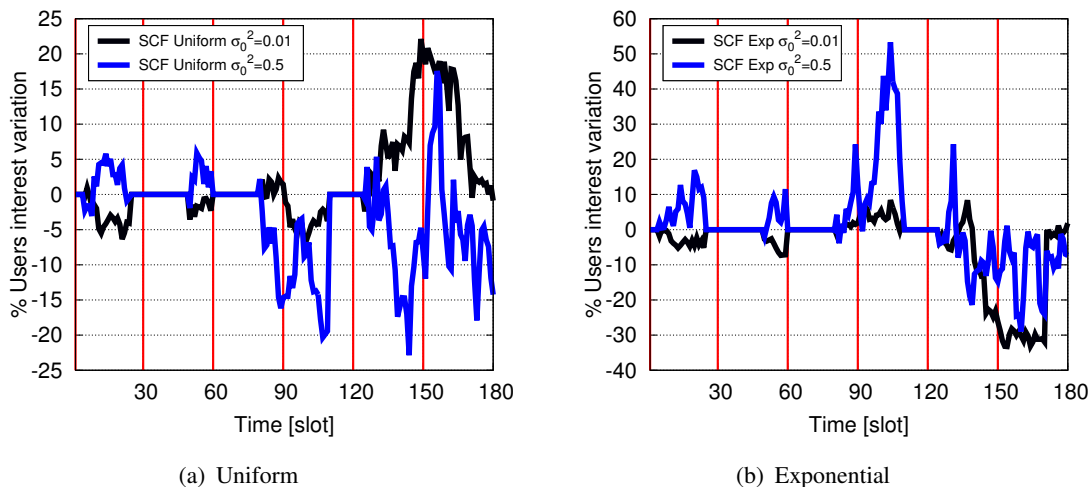 25
20
15
10
5
0
-5
-10
-15
-20
-25
% Users interest variation
SCF Uniform σ₀²=0.01
SCF Uniform σ₀²=0.5
30 60 90 120 150 180
Time [slot]
(a) Uniform
60
50
40
30
20
10
0
-10
-20
-30
-40
% Users interest variation
SCF Exp σ₀²=0.01
SCF Exp σ₀²=0.5
30 60 90 120 150 180
Time [slot]
(b) Exponential